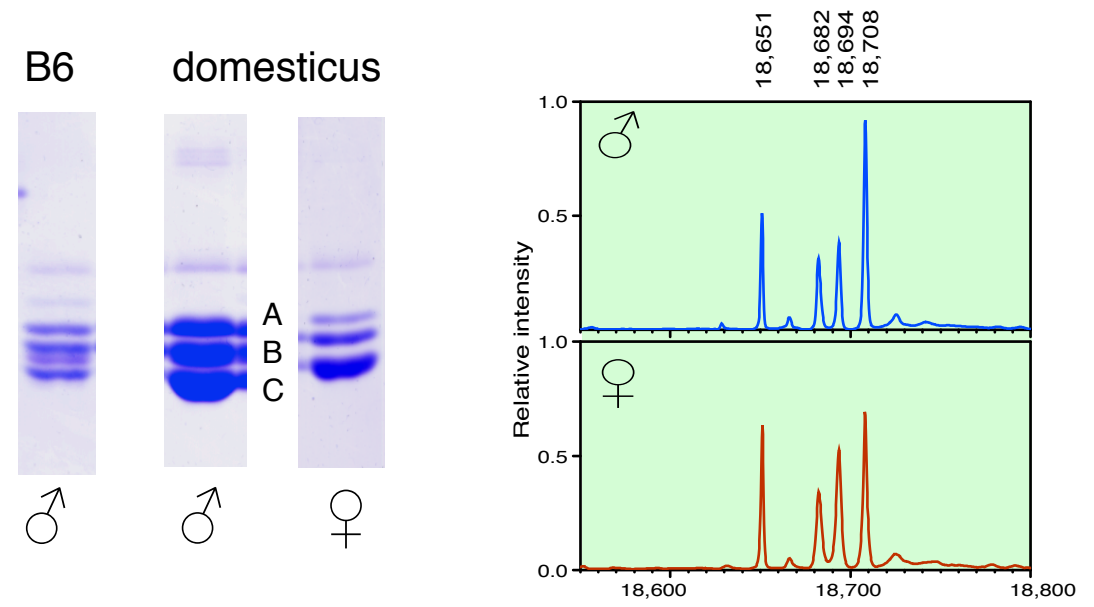 B6
domesticus
A
B
C
♂
♂
♀
18,651
18,682
18,694
18,708
Relative intensity
1.0
0.5
♂
1.0
0.5
0.0
♀
18,600
18,700
18,800